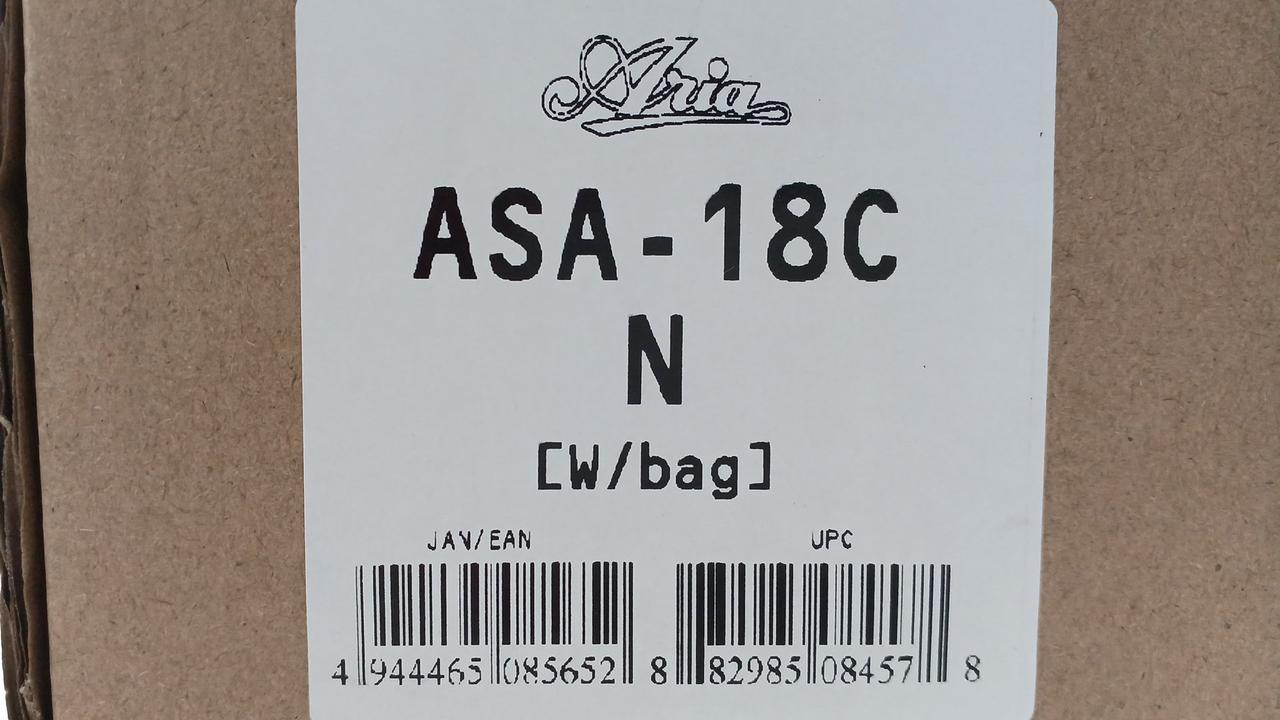 Aria
ASA-18C
N
[W/bag]
JAN/EAN UPC
4 944465 085652 8 82985 08457 8